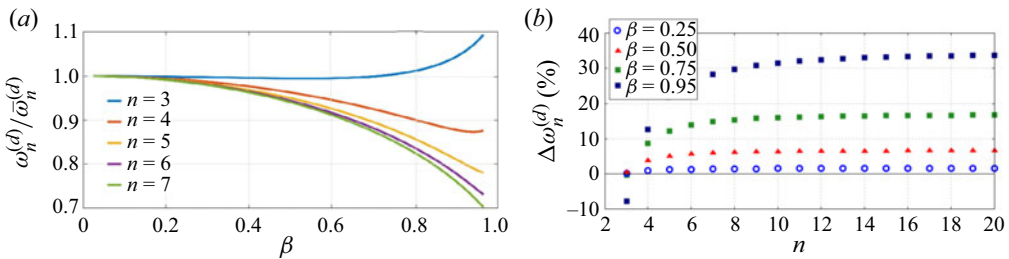 (a)
1.1
1.0
0.9
0.8
0.7
ω_n^(d)/ω̄_n^(d)
n = 3
n = 4
n = 5
n = 6
n = 7
0 0.2 0.4 0.6 0.8 1.0
β
(b)
40
30
20
10
0
−10
Δω_n^(d) (%)
β = 0.25
β = 0.50
β = 0.75
β = 0.95
2 4 6 8 10 12 14 16 18 20
n